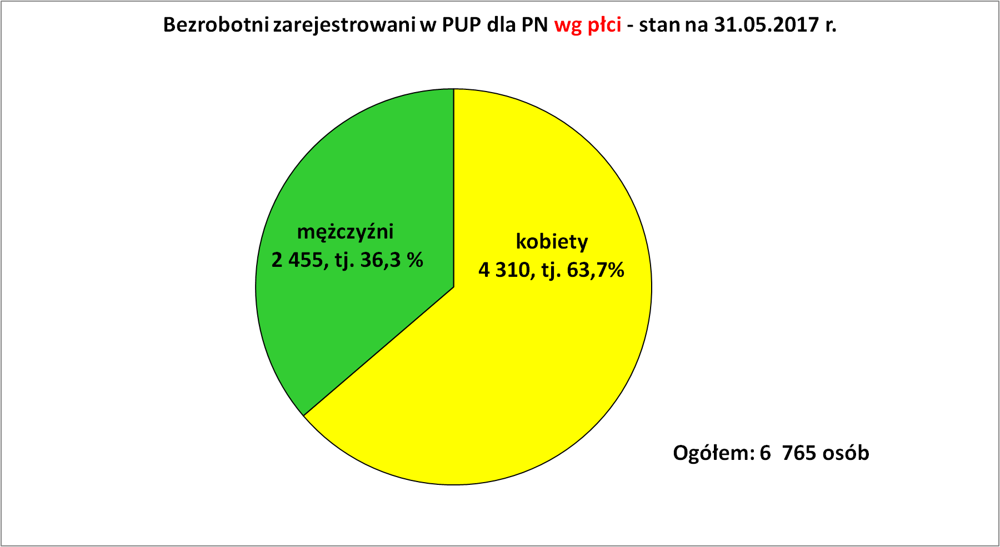 Bezrobotni zarejestrowani w PUP dla PN wg płci - stan na 31.05.2017 r.
mężczyźni
2 455, tj. 36,3 %
kobiety
4 310, tj. 63,7%
Ogółem: 6  765 osób